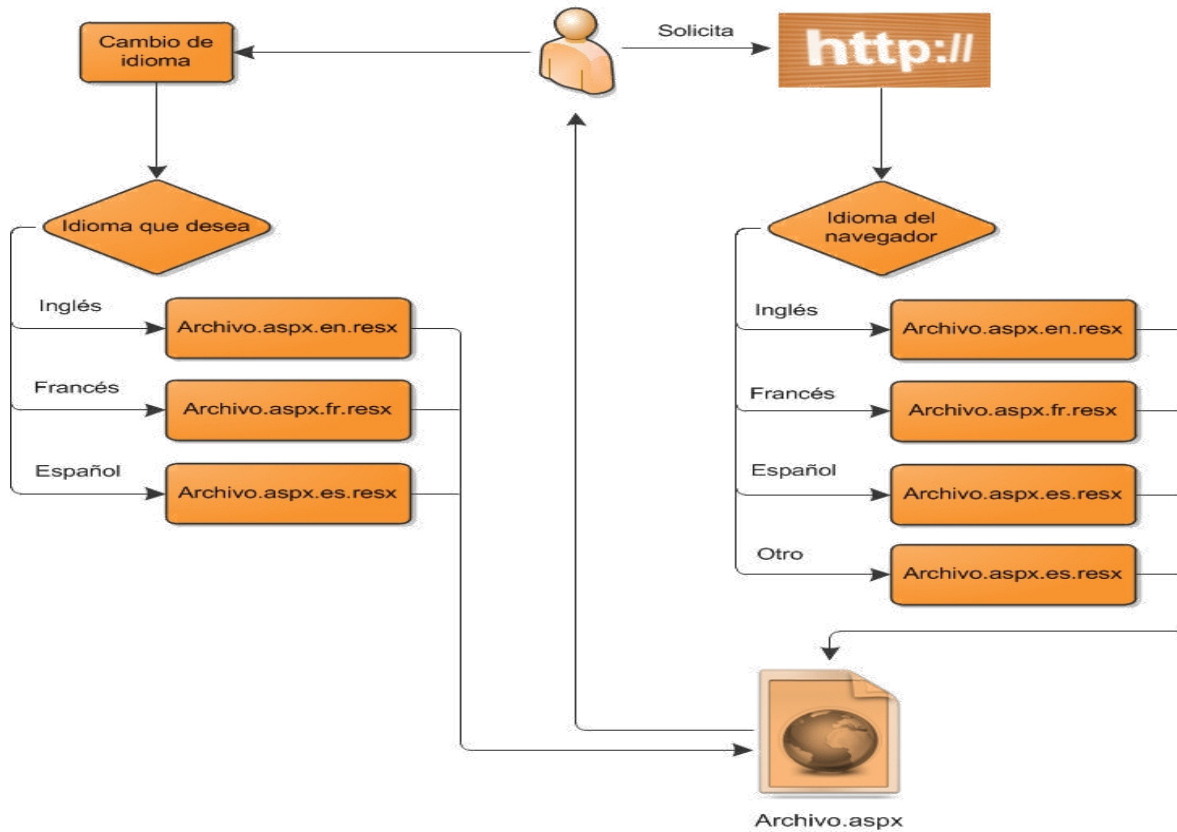 Cambio de
idioma
Solicita
http://
Idioma que desea
Inglés
Archivo.aspx.en.resx
Francés
Archivo.aspx.fr.resx
Español
Archivo.aspx.es.resx
Idioma del
navegador
Inglés
Archivo.aspx.en.resx
Francés
Archivo.aspx.fr.resx
Español
Archivo.aspx.es.resx
Otro
Archivo.aspx.es.resx
Archivo.aspx